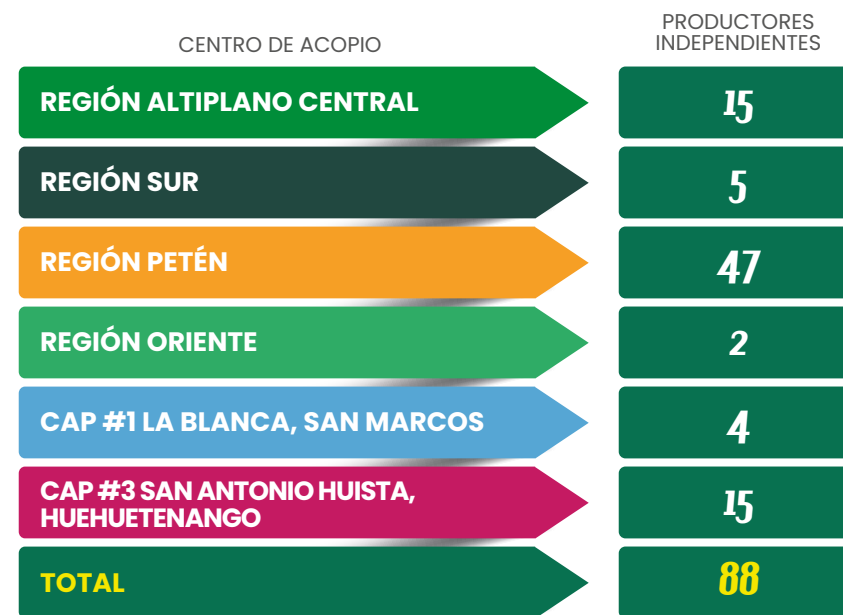 CENTRO DE ACOPIO
PRODUCTORES
INDEPENDIENTES
REGIÓN ALTIPLANO CENTRAL 15
REGIÓN SUR 5
REGIÓN PETÉN 47
REGIÓN ORIENTE 2
CAP #1 LA BLANCA, SAN MARCOS 4
CAP #3 SAN ANTONIO HUISTA,
HUEHUETENANGO 15
TOTAL 88